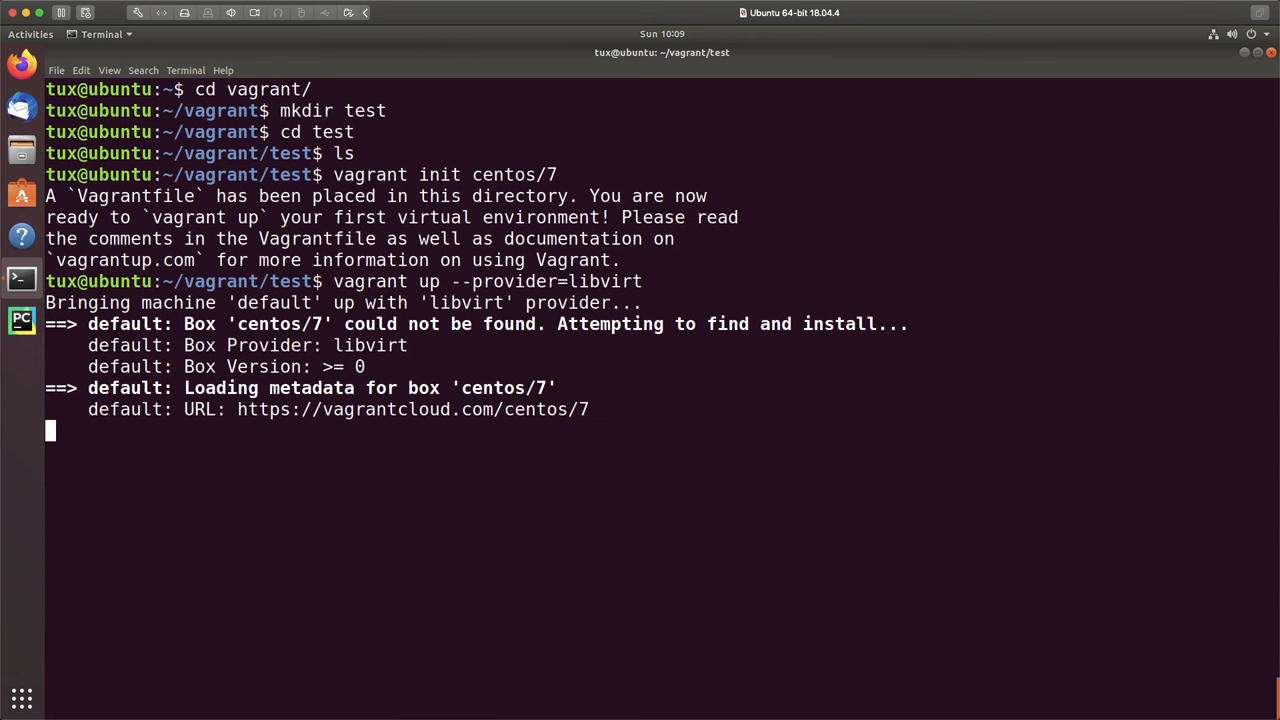 Ubuntu 64-bit 18.04.4
Activities Terminal Sun 10:09
tux@ubuntu: ~/vagrant/test
File Edit View Search Terminal Help
tux@ubuntu:~$ cd vagrant/
tux@ubuntu:~/vagrant$ mkdir test
tux@ubuntu:~/vagrant$ cd test
tux@ubuntu:~/vagrant/test$ ls
tux@ubuntu:~/vagrant/test$ vagrant init centos/7
A `Vagrantfile` has been placed in this directory. You are now
ready to `vagrant up` your first virtual environment! Please read
the comments in the Vagrantfile as well as documentation on
`vagrantup.com` for more information on using Vagrant.
tux@ubuntu:~/vagrant/test$ vagrant up --provider=libvirt
Bringing machine 'default' up with 'libvirt' provider...
==> default: Box 'centos/7' could not be found. Attempting to find and install...
    default: Box Provider: libvirt
    default: Box Version: >= 0
==> default: Loading metadata for box 'centos/7'
    default: URL: https://vagrantcloud.com/centos/7
PC